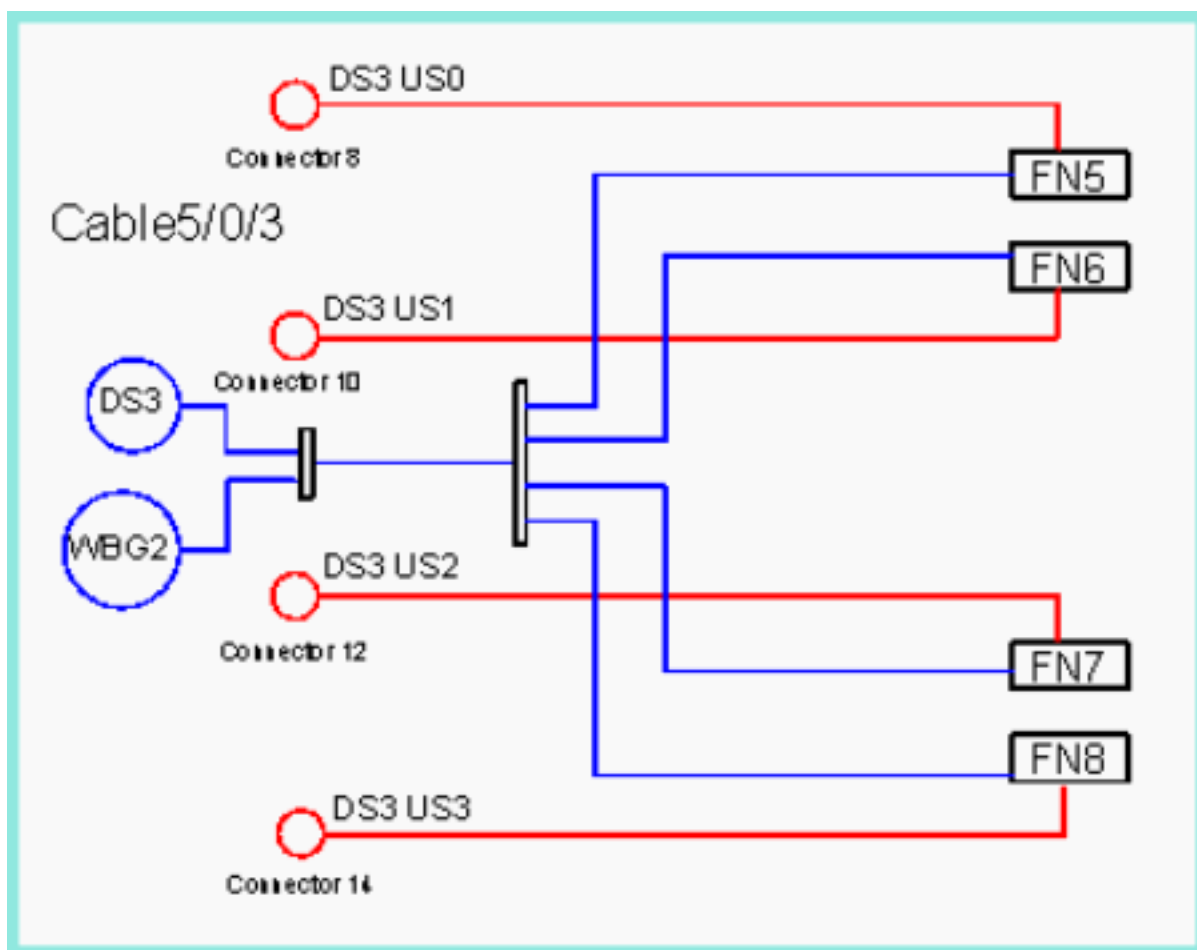 DS3 US0
Connector 8
FN5
Cable5/0/3
FN6
DS3 US1
Connector 10
DS3
WBG2
DS3 US2
Connector 12
FN7
FN8
DS3 US3
Connector 14